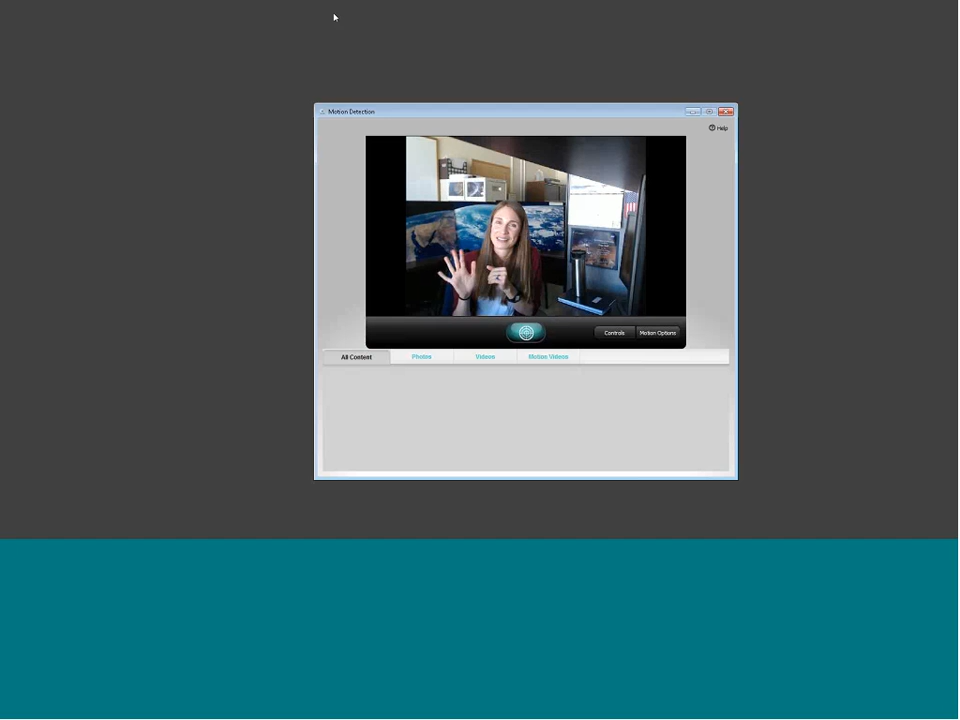 Motion Detection
Help
Controls
Motion Options
All Content
Photos
Videos
Motion Videos